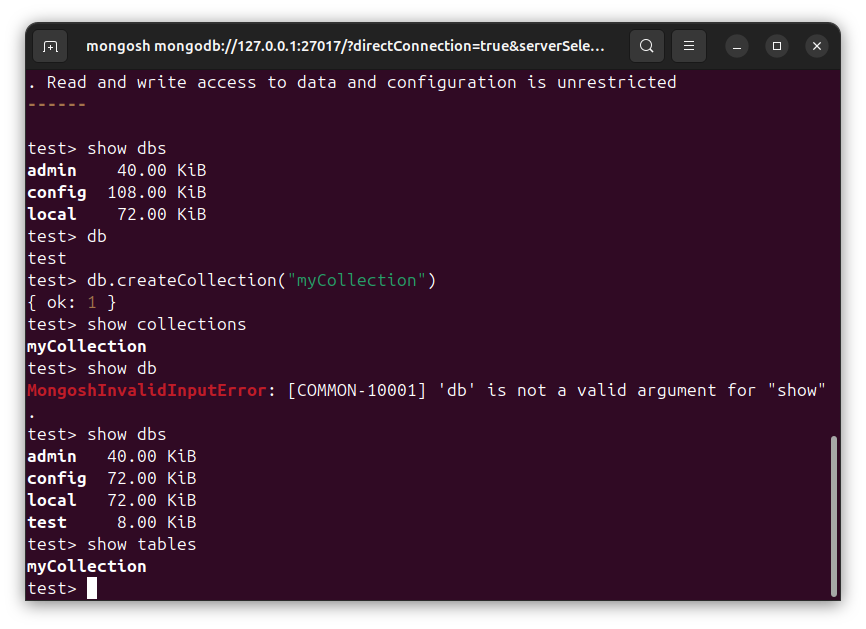 mongosh mongodb://127.0.0.1:27017/?directConnection=true&serverSele...
. Read and write access to data and configuration is unrestricted
------
test> show dbs
admin    40.00 KiB
config  108.00 KiB
local    72.00 KiB
test> db
test
test> db.createCollection("myCollection")
{ ok: 1 }
test> show collections
myCollection
test> show db
MongoshInvalidInputError: [COMMON-10001] 'db' is not a valid argument for "show"
.
test> show dbs
admin   40.00 KiB
config  72.00 KiB
local   72.00 KiB
test     8.00 KiB
test> show tables
myCollection
test>